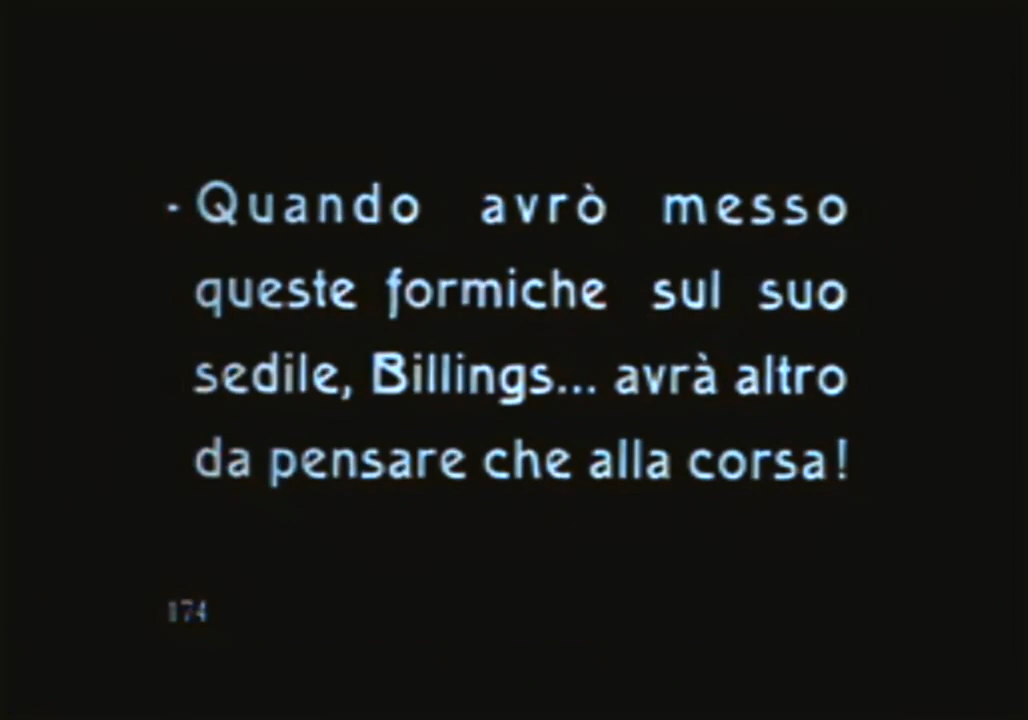 - Quando avrò messo
queste formiche sul suo
sedile, Billings... avrà altro
da pensare che alla corsa!
174